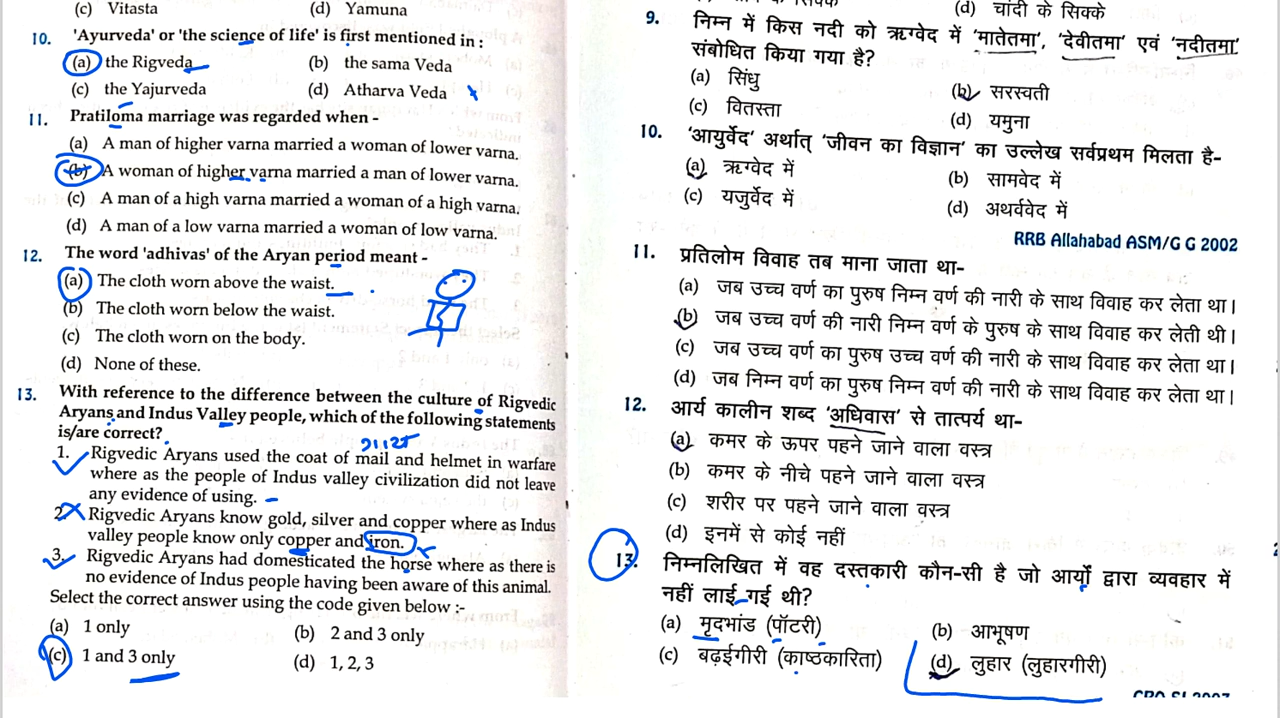 (c) Vitasta (d) Yamuna
10. 'Ayurveda' or 'the science of life' is first mentioned in :
(a) the Rigveda (b) the sama Veda
(c) the Yajurveda (d) Atharva Veda
11. Pratiloma marriage was regarded when -
(a) A man of higher varna married a woman of lower varna.
(b) A woman of higher varna married a man of lower varna.
(c) A man of a high varna married a woman of a high varna.
(d) A man of a low varna married a woman of low varna.
12. The word 'adhivas' of the Aryan period meant -
(a) The cloth worn above the waist.
(b) The cloth worn below the waist.
(c) The cloth worn on the body.
(d) None of these.
13. With reference to the difference between the culture of Rigvedic
Aryans and Indus Valley people, which of the following statements
is/are correct?
1. Rigvedic Aryans used the coat of mail and helmet in warfare
where as the people of Indus valley civilization did not leave
any evidence of using.
2. Rigvedic Aryans know gold, silver and copper where as Indus
valley people know only copper and iron.
3. Rigvedic Aryans had domesticated the horse where as there is
no evidence of Indus people having been aware of this animal.
Select the correct answer using the code given below :-
(a) 1 only (b) 2 and 3 only
(c) 1 and 3 only (d) 1, 2, 3
(d) चांदी के सिक्के
9. निम्न में किस नदी को ऋग्वेद में 'मातेतमा', 'देवीतमा' एवं 'नदीतमा'
संबोधित किया गया है?
(a) सिंधु (b) सरस्वती
(c) वितस्ता (d) यमुना
10. 'आयुर्वेद' अर्थात् 'जीवन का विज्ञान' का उल्लेख सर्वप्रथम मिलता है-
(a) ऋग्वेद में (b) सामवेद में
(c) यजुर्वेद में (d) अथर्ववेद में
RRB Allahabad ASM/G G 2002
11. प्रतिलोम विवाह तब माना जाता था-
(a) जब उच्च वर्ण का पुरुष निम्न वर्ण की नारी के साथ विवाह कर लेता था।
(b) जब उच्च वर्ण की नारी निम्न वर्ण के पुरुष के साथ विवाह कर लेती थी।
(c) जब उच्च वर्ण का पुरुष उच्च वर्ण की नारी के साथ विवाह कर लेता था।
(d) जब निम्न वर्ण का पुरुष निम्न वर्ण की नारी के साथ विवाह कर लेता था।
12. आर्य कालीन शब्द 'अधिवास' से तात्पर्य था-
(a) कमर के ऊपर पहने जाने वाला वस्त्र
(b) कमर के नीचे पहने जाने वाला वस्त्र
(c) शरीर पर पहने जाने वाला वस्त्र
(d) इनमें से कोई नहीं
13. निम्नलिखित में वह दस्तकारी कौन-सी है जो आर्यों द्वारा व्यवहार में
नहीं लाई गई थी?
(a) मृदभांड (पॉटरी) (b) आभूषण
(c) बढ़ईगीरी (काष्ठकारिता) (d) लुहार (लुहारगीरी)